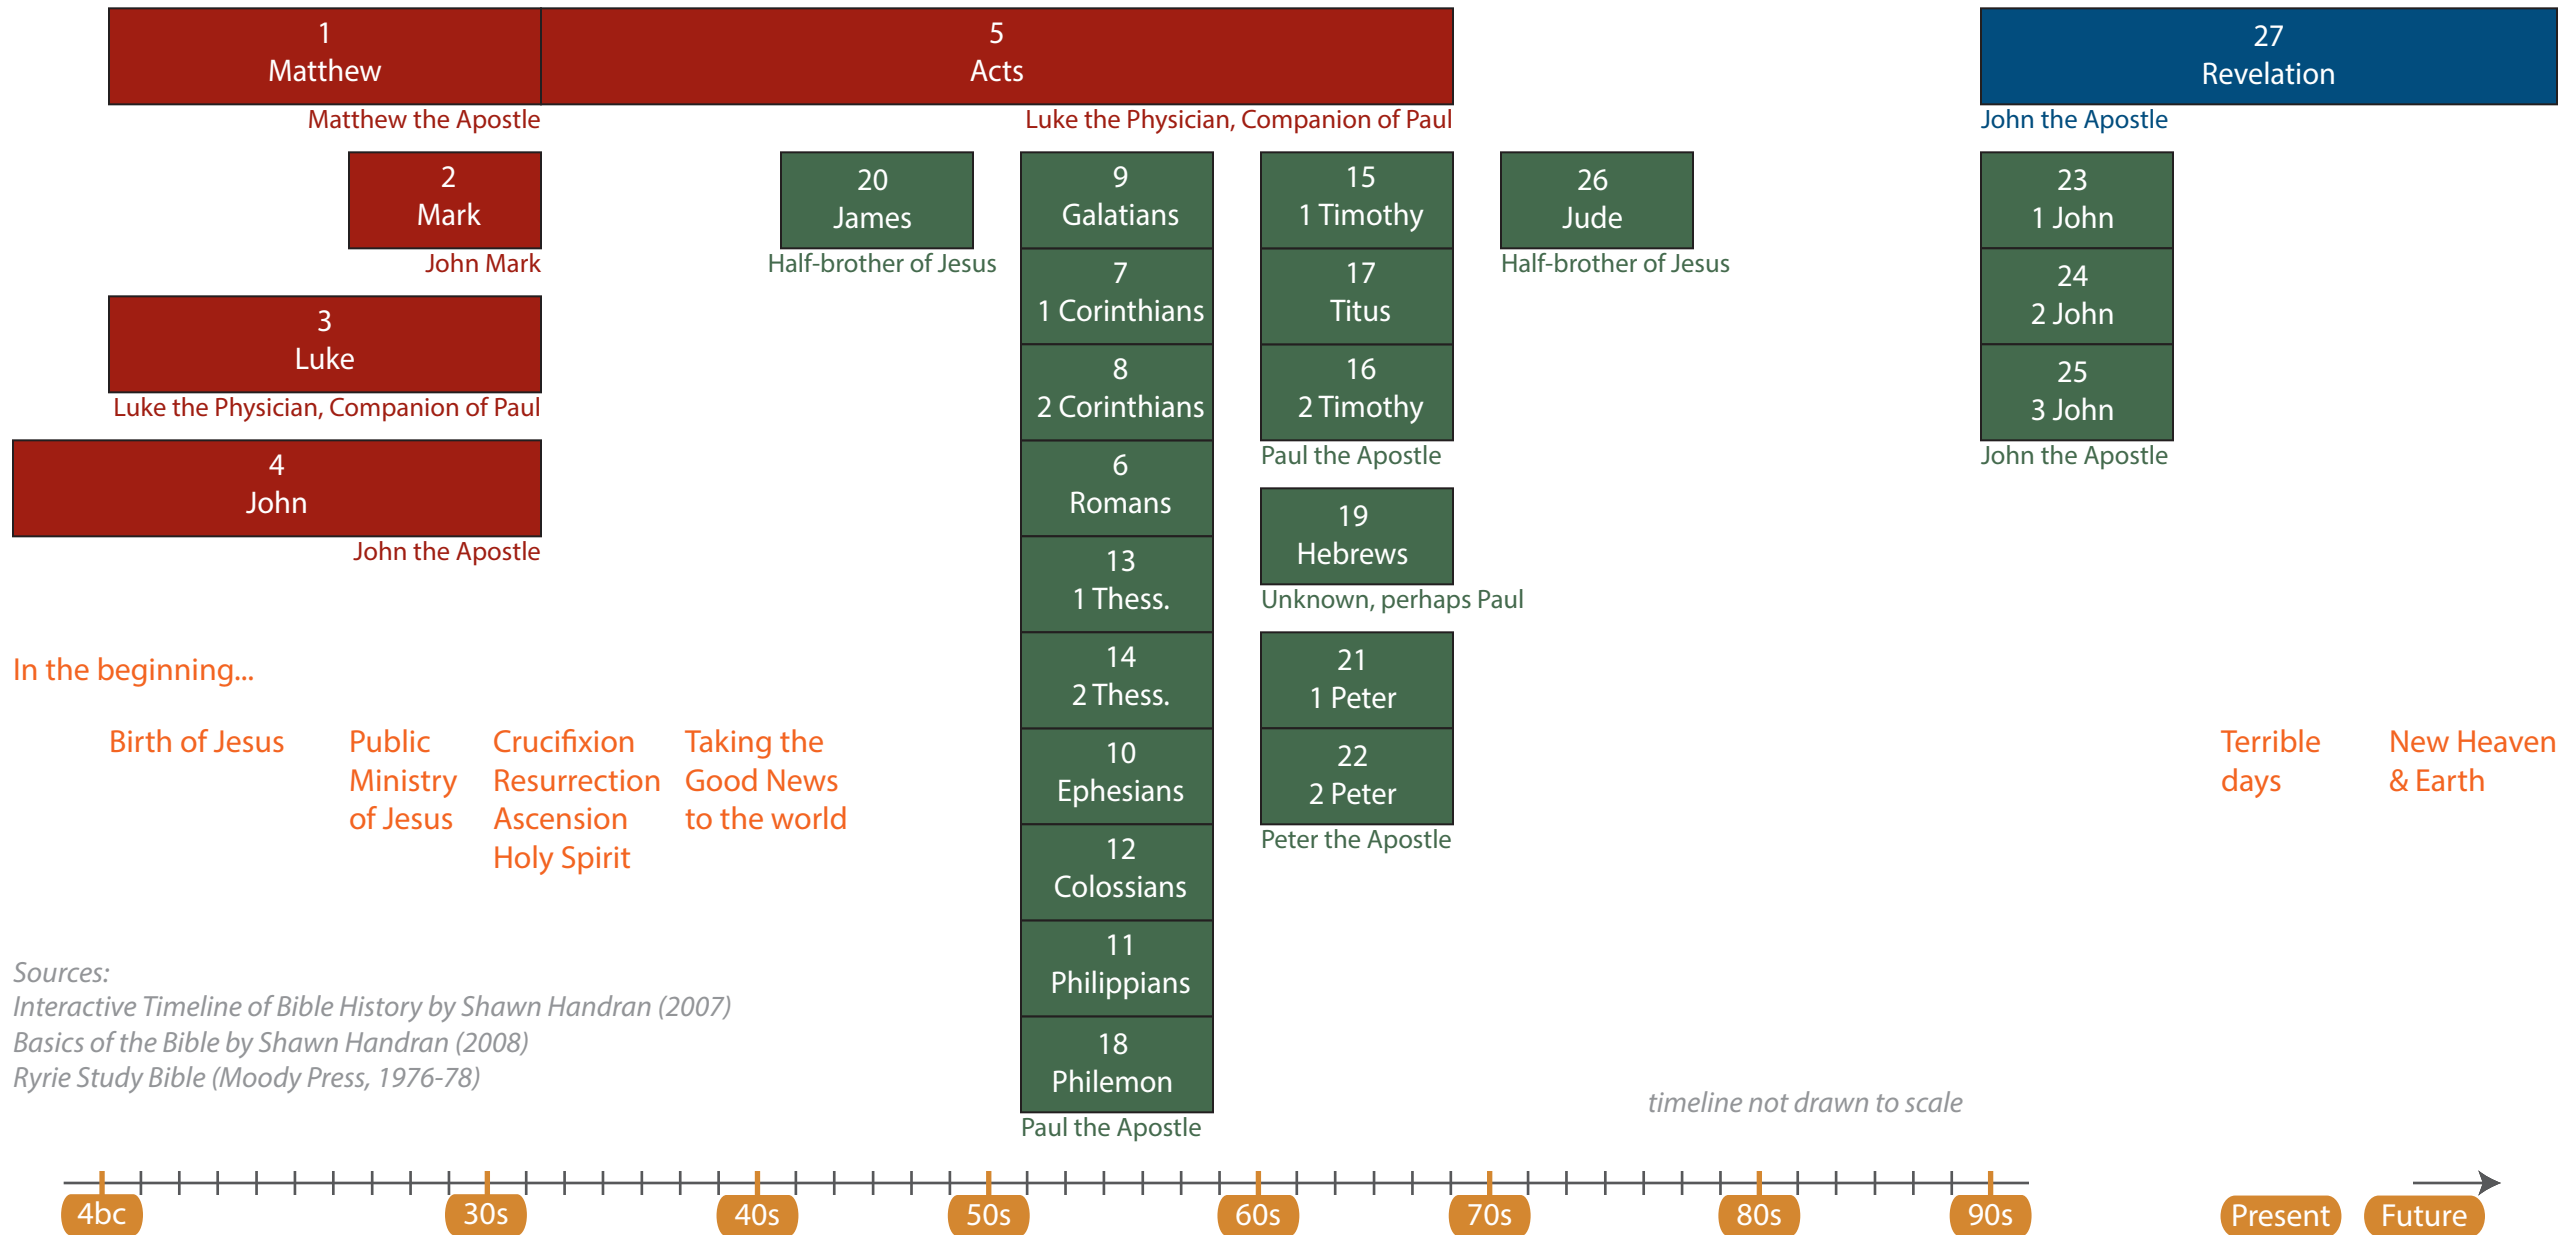 1
Matthew
Matthew the Apostle
5
Acts
Luke the Physician, Companion of Paul
27
Revelation
John the Apostle
2
Mark
John Mark
3
Luke
Luke the Physician, Companion of Paul
4
John
John the Apostle
20
James
Half-brother of Jesus
9
Galatians
7
1 Corinthians
8
2 Corinthians
6
Romans
13
1 Thess.
14
2 Thess.
10
Ephesians
12
Colossians
11
Philippians
18
Philemon
Paul the Apostle
15
1 Timothy
17
Titus
16
2 Timothy
Paul the Apostle
19
Hebrews
Unknown, perhaps Paul
21
1 Peter
22
2 Peter
Peter the Apostle
26
Jude
Half-brother of Jesus
23
1 John
24
2 John
25
3 John
John the Apostle
In the beginning...
Birth of Jesus
Public
Ministry
of Jesus
Crucifixion
Resurrection
Ascension
Holy Spirit
Taking the
Good News
to the world
Terrible
days
New Heaven
& Earth
Sources:
Interactive Timeline of Bible History by Shawn Handran (2007)
Basics of the Bible by Shawn Handran (2008)
Ryrie Study Bible (Moody Press, 1976-78)
timeline not drawn to scale
4bc
30s
40s
50s
60s
70s
80s
90s
Present
Future